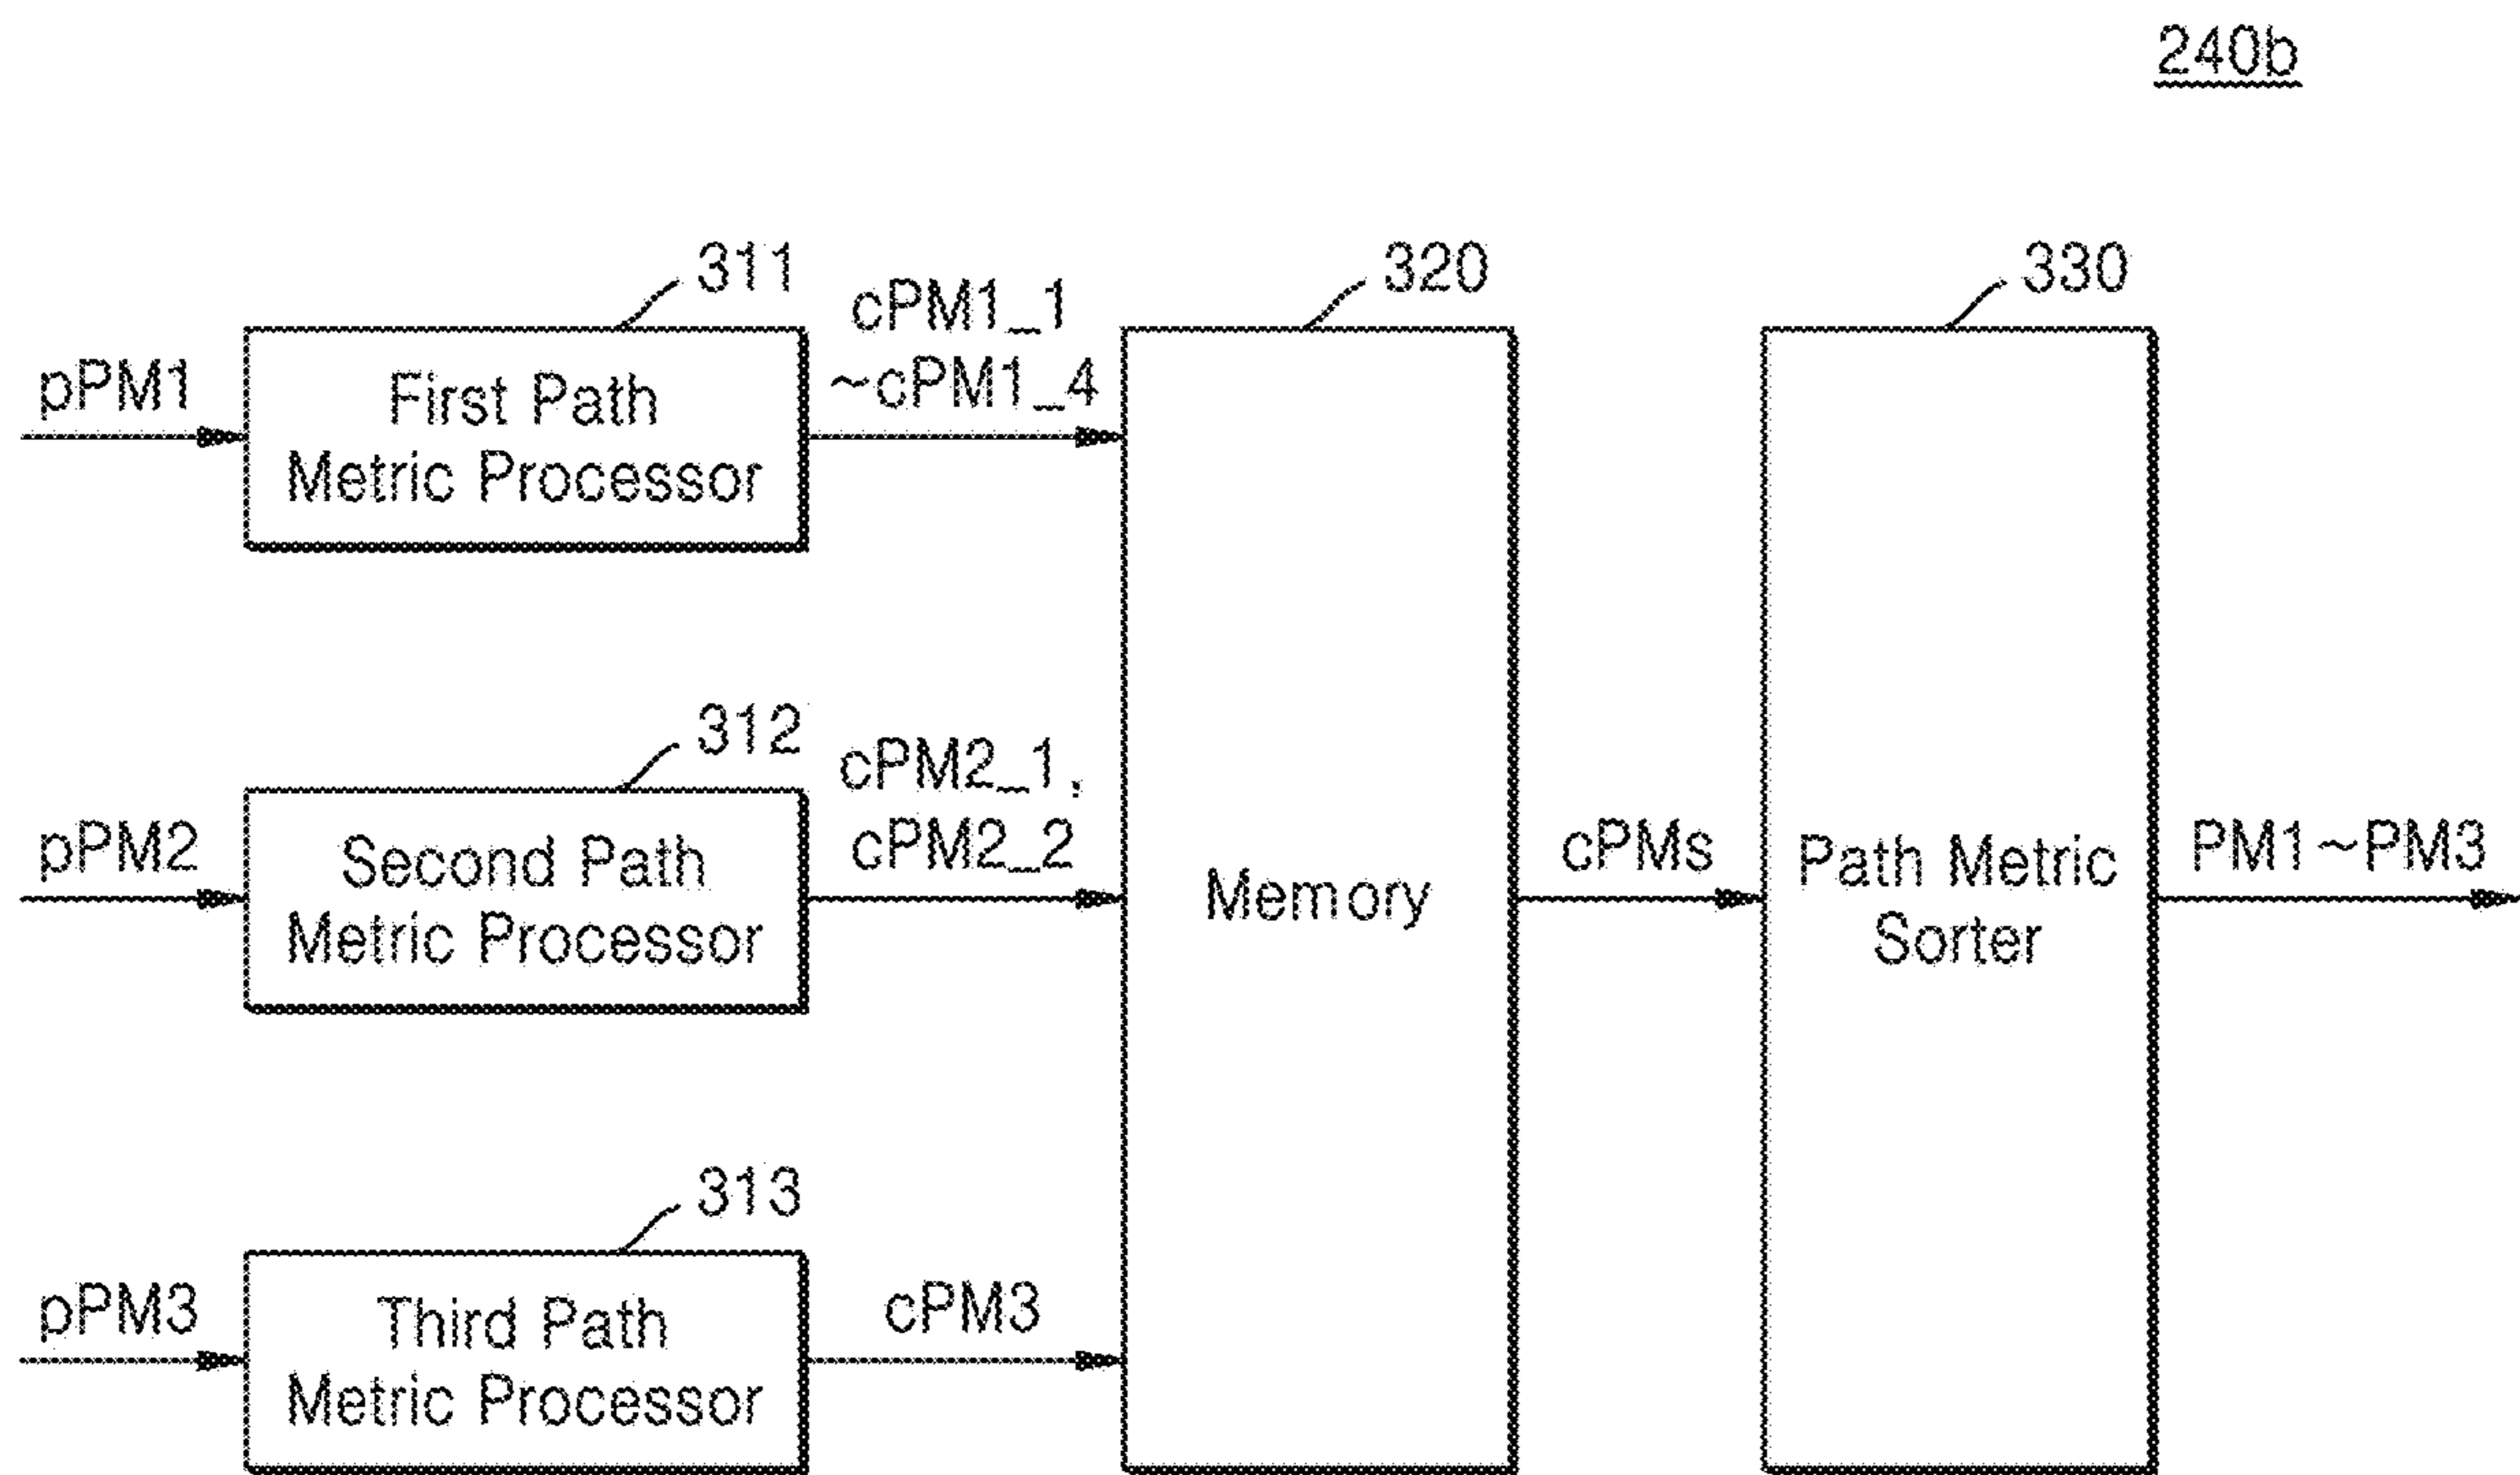 240b
311
320
330
cPM1_1
~cPM1_4
pPM1
First Path
Metric Processor
312
cPM2_1,
cPM2_2
pPM2
Second Path
Metric Processor
Memory
cPMs
Path Metric
Sorter
PM1~PM3
313
pPM3
Third Path
Metric Processor
cPM3